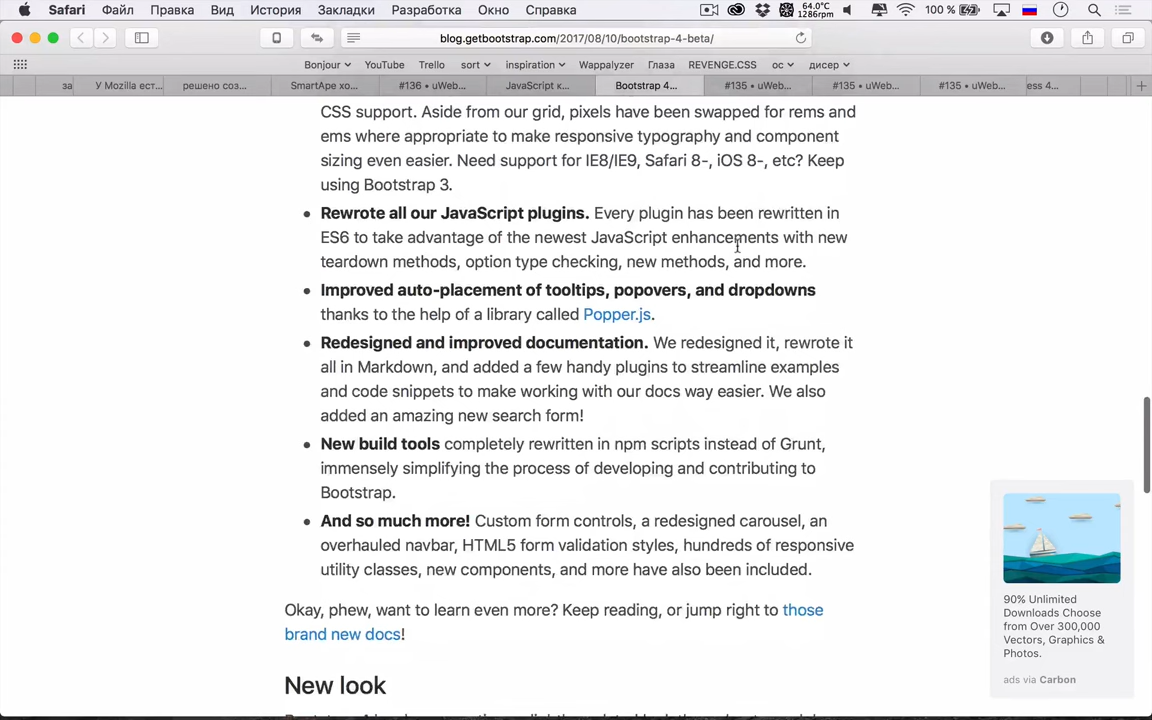 Safari Файл Правка Вид История Закладки Разработка Окно Справка 64.0°C 1286rpm 100 %
blog.getbootstrap.com/2017/08/10/bootstrap-4-beta/
Bonjour YouTube Trello sort inspiration Wappalyzer Глаза REVENGE.CSS ос дисер
за У Mozilla ест... решено соз... SmartApe хо... #136 • uWeb... JavaScript к... Bootstrap 4... #135 • uWeb... #135 • uWeb... #135 • uWeb... ess 4...
CSS support. Aside from our grid, pixels have been swapped for rems and
ems where appropriate to make responsive typography and component
sizing even easier. Need support for IE8/IE9, Safari 8-, iOS 8-, etc? Keep
using Bootstrap 3.
• Rewrote all our JavaScript plugins. Every plugin has been rewritten in
ES6 to take advantage of the newest JavaScript enhancements with new
teardown methods, option type checking, new methods, and more.
• Improved auto-placement of tooltips, popovers, and dropdowns
thanks to the help of a library called Popper.js.
• Redesigned and improved documentation. We redesigned it, rewrote it
all in Markdown, and added a few handy plugins to streamline examples
and code snippets to make working with our docs way easier. We also
added an amazing new search form!
• New build tools completely rewritten in npm scripts instead of Grunt,
immensely simplifying the process of developing and contributing to
Bootstrap.
• And so much more! Custom form controls, a redesigned carousel, an
overhauled navbar, HTML5 form validation styles, hundreds of responsive
utility classes, new components, and more have also been included.
Okay, phew, want to learn even more? Keep reading, or jump right to those
brand new docs!
New look
90% Unlimited
Downloads Choose
from Over 300,000
Vectors, Graphics &
Photos.
ads via Carbon